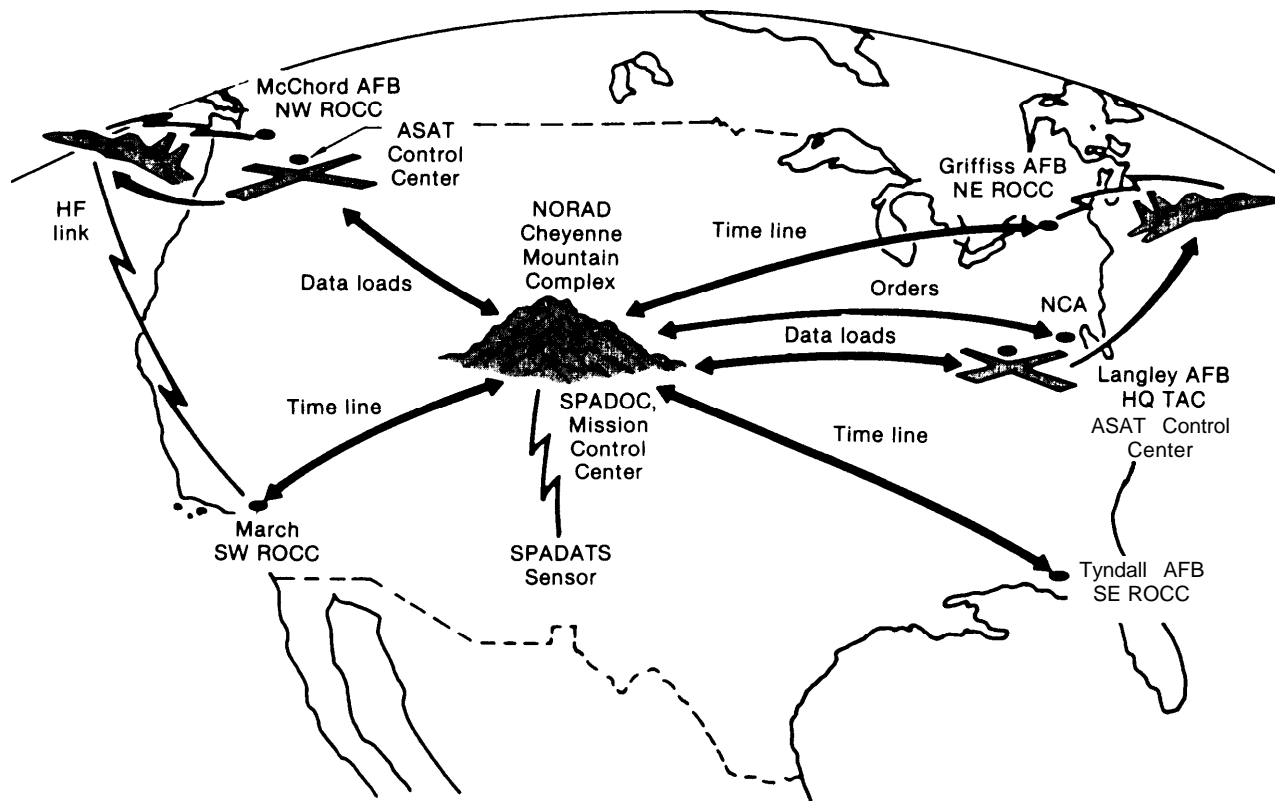 McChord AFB
NW ROCC
ASAT
Control
Center
HF
link
NORAD
Cheyenne
Mountain
Complex
Data loads
Time line
Griffiss AFB
NE ROCC
Orders
NCA
Data loads
Langley AFB
HQ TAC
ASAT Control
Center
Time line
SPADOC,
Mission
Control
Center
Time line
March
SW ROCC
SPADATS
Sensor
Tyndall AFB
SE ROCC